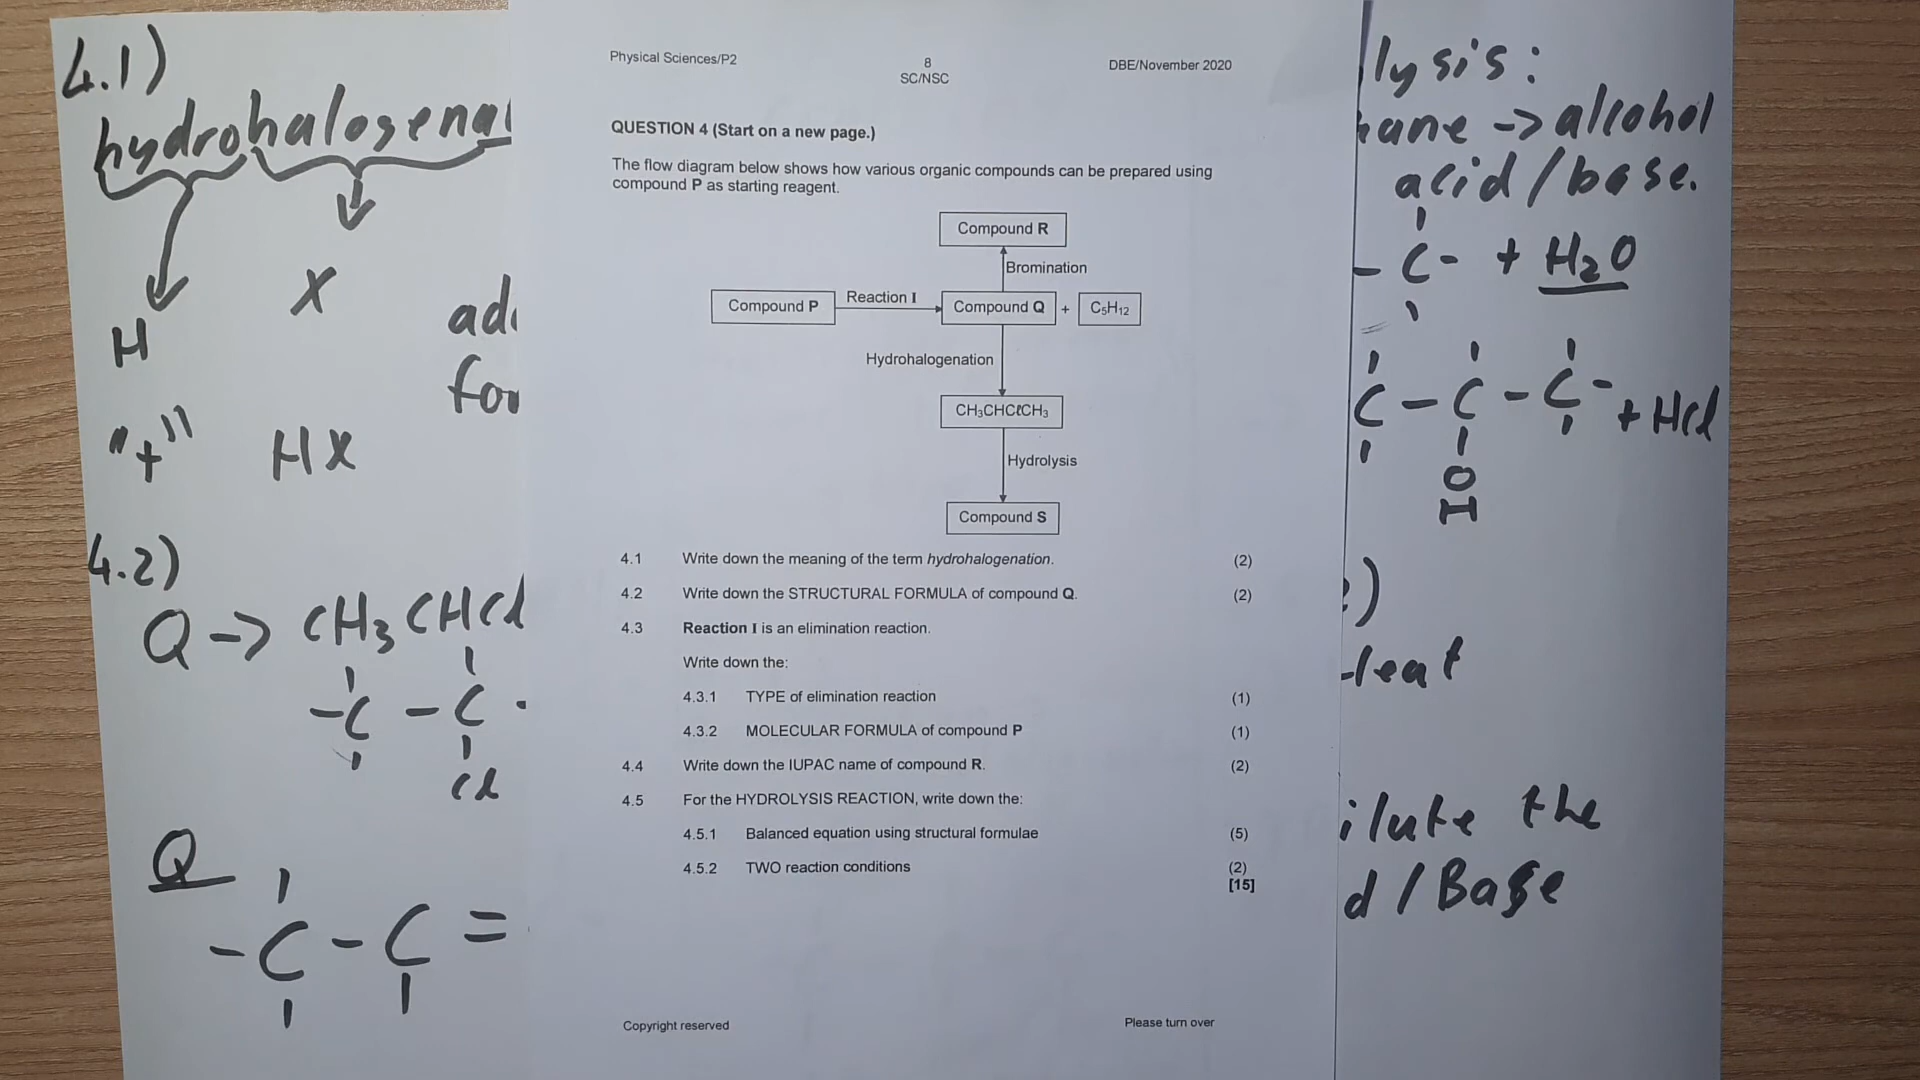 4.1)
hydrohalogena
H
X
"+" HX
4.2)
Q -> CH3CHCl
-C - C
Cl
Q
-C - C =
Physical Sciences/P2
8
SC/NSC
DBE/November 2020
QUESTION 4 (Start on a new page.)
The flow diagram below shows how various organic compounds can be prepared using
compound P as starting reagent.
Compound R
Bromination
Compound P
Reaction I
Compound Q + C₅H₁₂
Hydrohalogenation
CH₃CHCℓCH₃
Hydrolysis
Compound S
4.1 Write down the meaning of the term hydrohalogenation. (2)
4.2 Write down the STRUCTURAL FORMULA of compound Q. (2)
4.3 Reaction I is an elimination reaction.
Write down the:
4.3.1 TYPE of elimination reaction (1)
4.3.2 MOLECULAR FORMULA of compound P (1)
4.4 Write down the IUPAC name of compound R. (2)
4.5 For the HYDROLYSIS REACTION, write down the:
4.5.1 Balanced equation using structural formulae (5)
4.5.2 TWO reaction conditions (2)
[15]
Copyright reserved
Please turn over
lysis:
ane -> alcohol
acid / base.
- C - + H2O
C - C - C - + HCl
O
H
)
eat
ilute the
d / Base